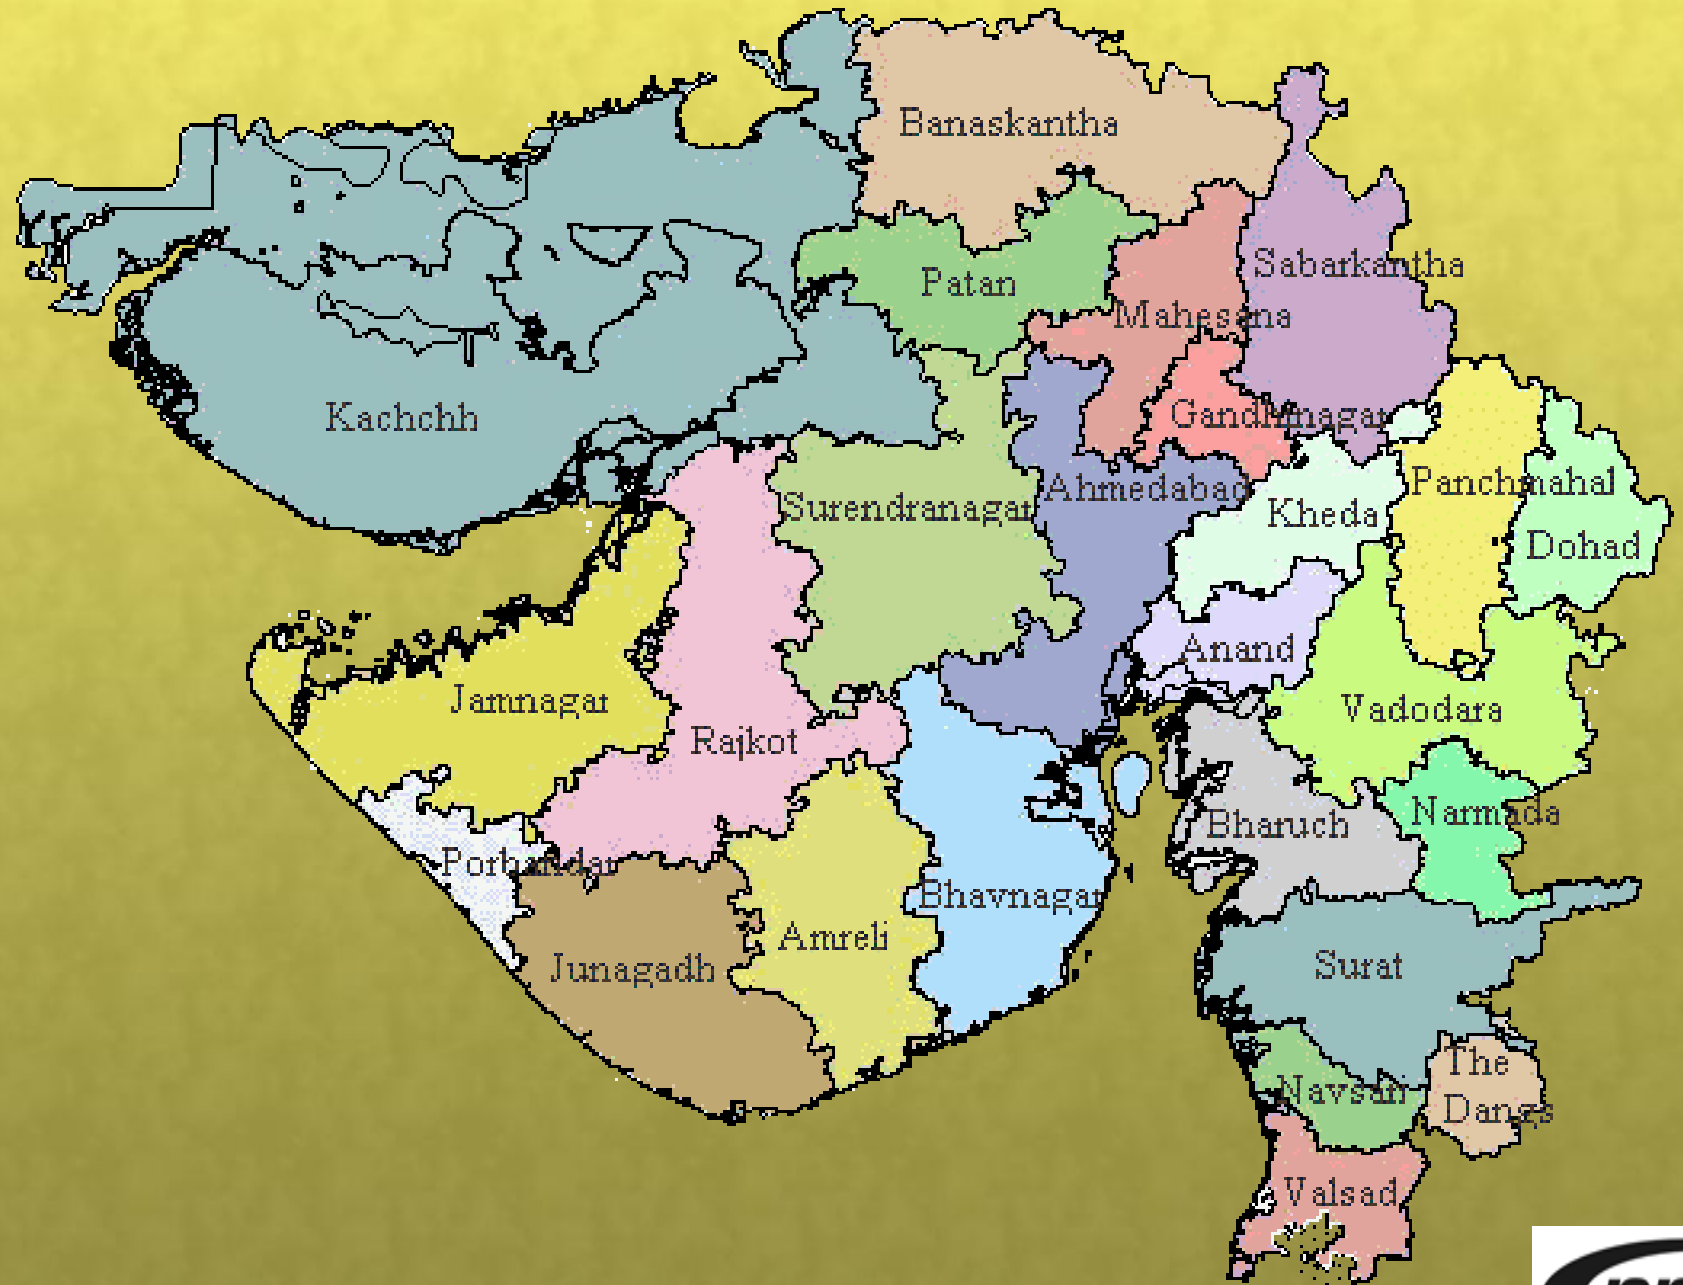 Banaskantha
Patan
Sabarkantha
Mahesana
Kachchh
Gandhinagar
Ahmedabad
Surendranagar
Kheda
Panchmahal
Dohad
Anand
Jamnagar
Rajkot
Vadodara
Narmada
Bharuch
Porbandar
Bhavnagar
Amreli
Junagadh
Surat
The
Dangs
Navsari
Valsad